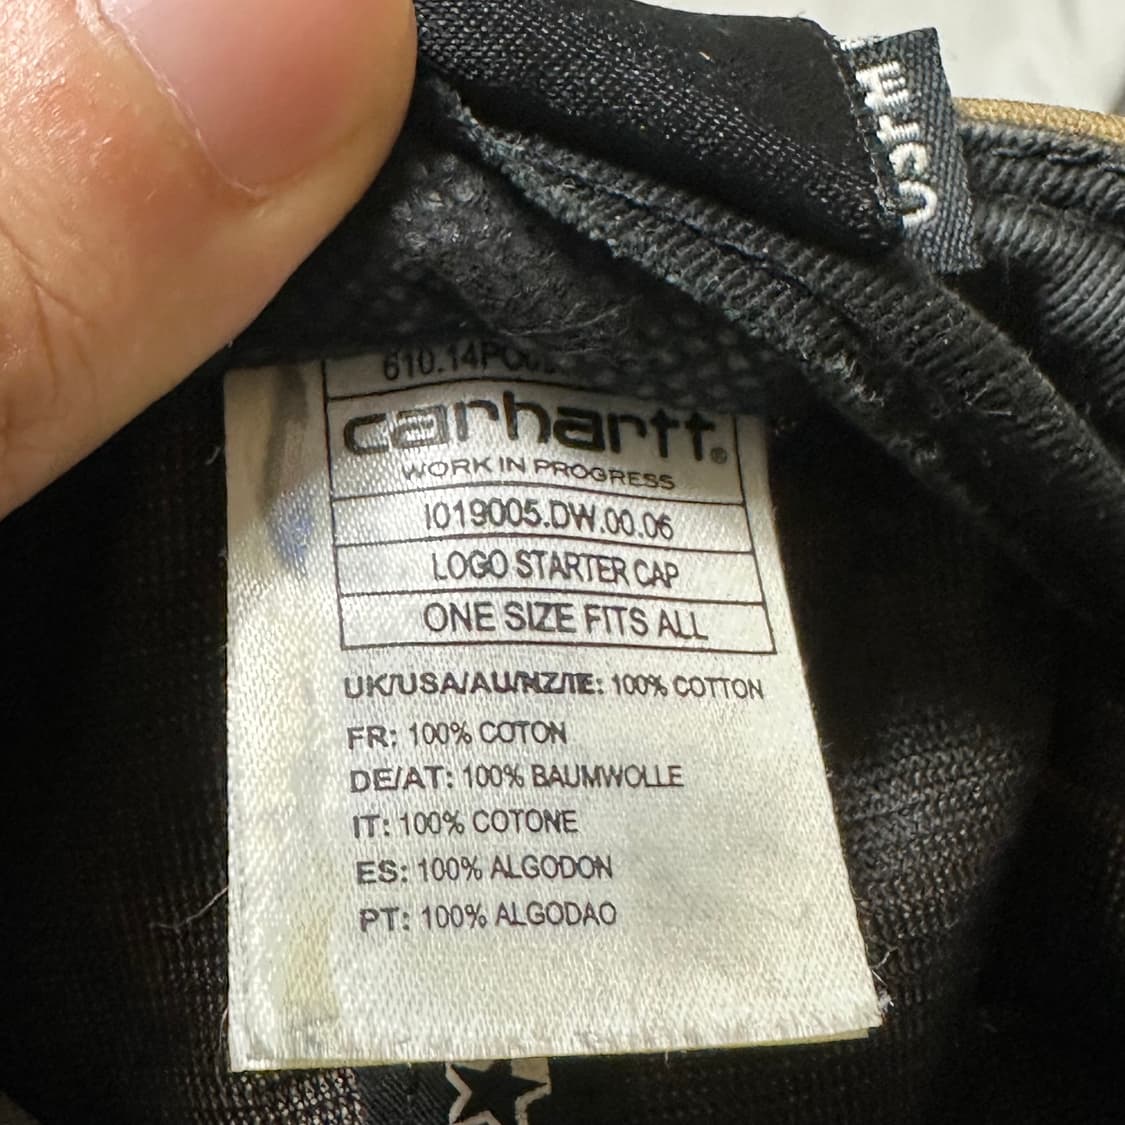 carhartt®
WORK IN PROGRESS
I019005.DW.00.06
LOGO STARTER CAP
ONE SIZE FITS ALL
UK/USA/AU/NZ/IE: 100% COTTON
FR: 100% COTON
DE/AT: 100% BAUMWOLLE
IT: 100% COTONE
ES: 100% ALGODON
PT: 100% ALGODAO